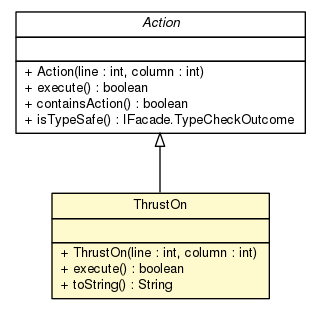 Action
+ Action(line : int, column : int)
+ execute() : boolean
+ containsAction() : boolean
+ isTypeSafe() : IFacade.TypeCheckOutcome
ThrustOn
+ ThrustOn(line : int, column : int)
+ execute() : boolean
+ toString() : String